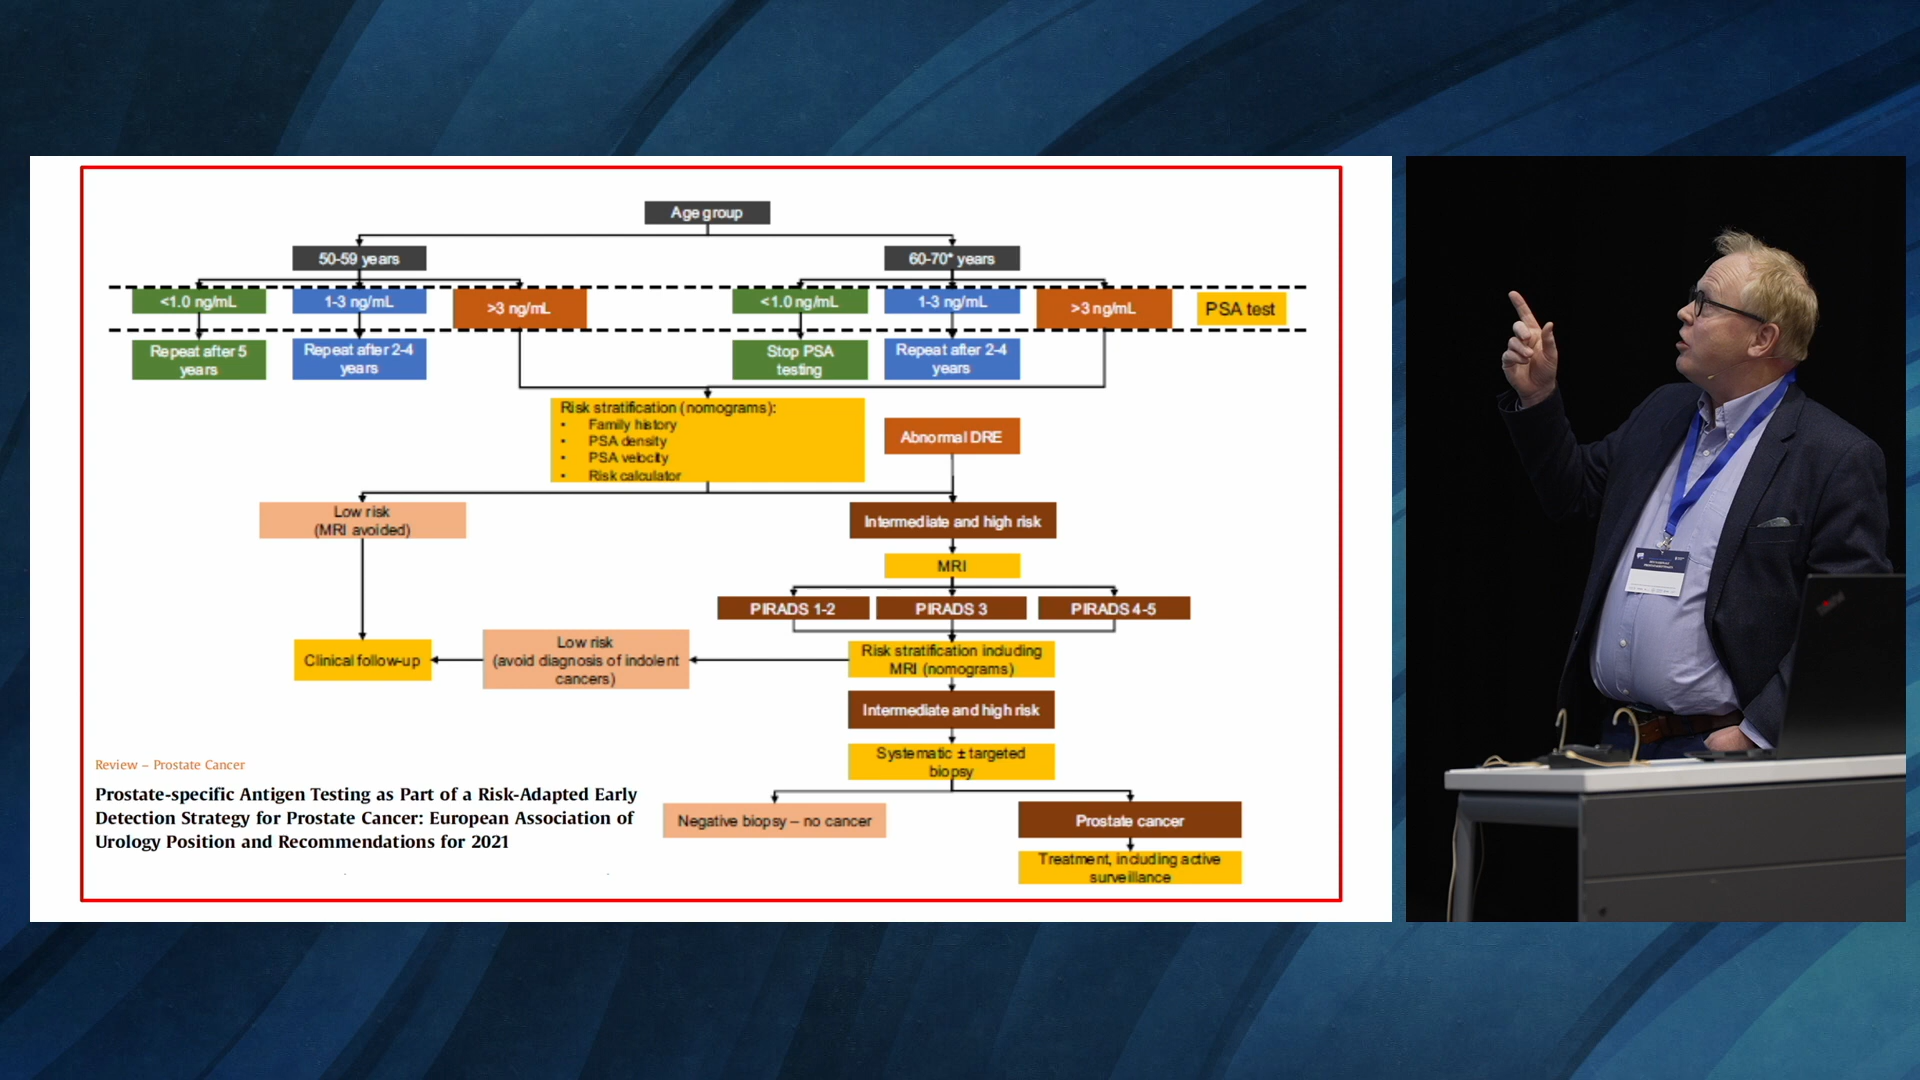 Age group
50-59 years
60-70* years
<1.0 ng/mL
1-3 ng/mL
>3 ng/mL
<1.0 ng/mL
1-3 ng/mL
>3 ng/mL
PSA test
Repeat after 5
years
Repeat after 2-4
years
Stop PSA
testing
Repeat after 2-4
years
Risk stratification (nomograms):
• Family history
• PSA density
• PSA velocity
• Risk calculator
Abnormal DRE
Low risk
(MRI avoided)
Intermediate and high risk
MRI
PIRADS 1-2
PIRADS 3
PIRADS 4-5
Clinical follow-up
Low risk
(avoid diagnosis of indolent
cancers)
Risk stratification including
MRI (nomograms)
Intermediate and high risk
Systematic ± targeted
biopsy
Negative biopsy – no cancer
Prostate cancer
Treatment, including active
surveillance
Review – Prostate Cancer
Prostate-specific Antigen Testing as Part of a Risk-Adapted Early
Detection Strategy for Prostate Cancer: European Association of
Urology Position and Recommendations for 2021